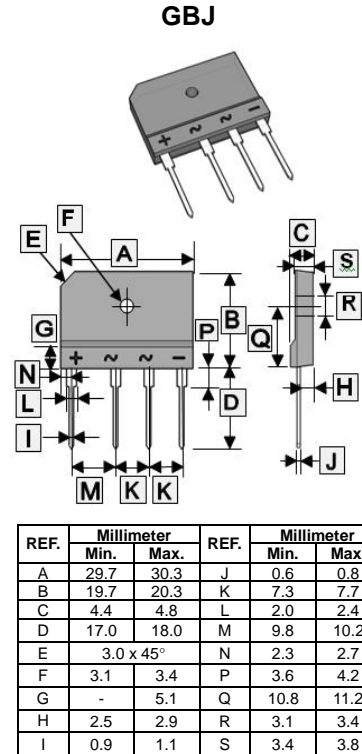 GBJ
+ ~ ~ −
F
A
E
C
S
R
G
B
P
Q
+ ~ ~ −
N
H
L
D
I
J
M K K
REF. Millimeter REF. Millimeter
Min. Max. Min. Max
A 29.7 30.3 J 0.6 0.8
B 19.7 20.3 K 7.3 7.7
C 4.4 4.8 L 2.0 2.4
D 17.0 18.0 M 9.8 10.2
E 3.0 x 45° N 2.3 2.7
F 3.1 3.4 P 3.6 4.2
G - 5.1 Q 10.8 11.2
H 2.5 2.9 R 3.1 3.4
I 0.9 1.1 S 3.4 3.8